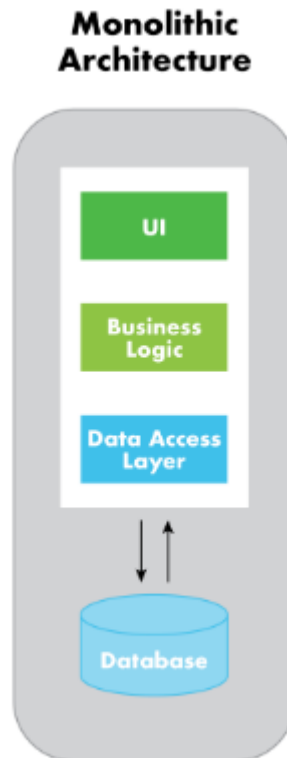 Monolithic
Architecture
UI
Business
Logic
Data Access
Layer
Database